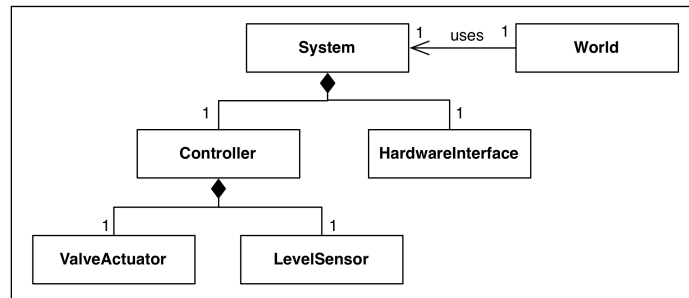 1 uses 1
System World
1 1
Controller HardwareInterface
1 1
ValveActuator LevelSensor